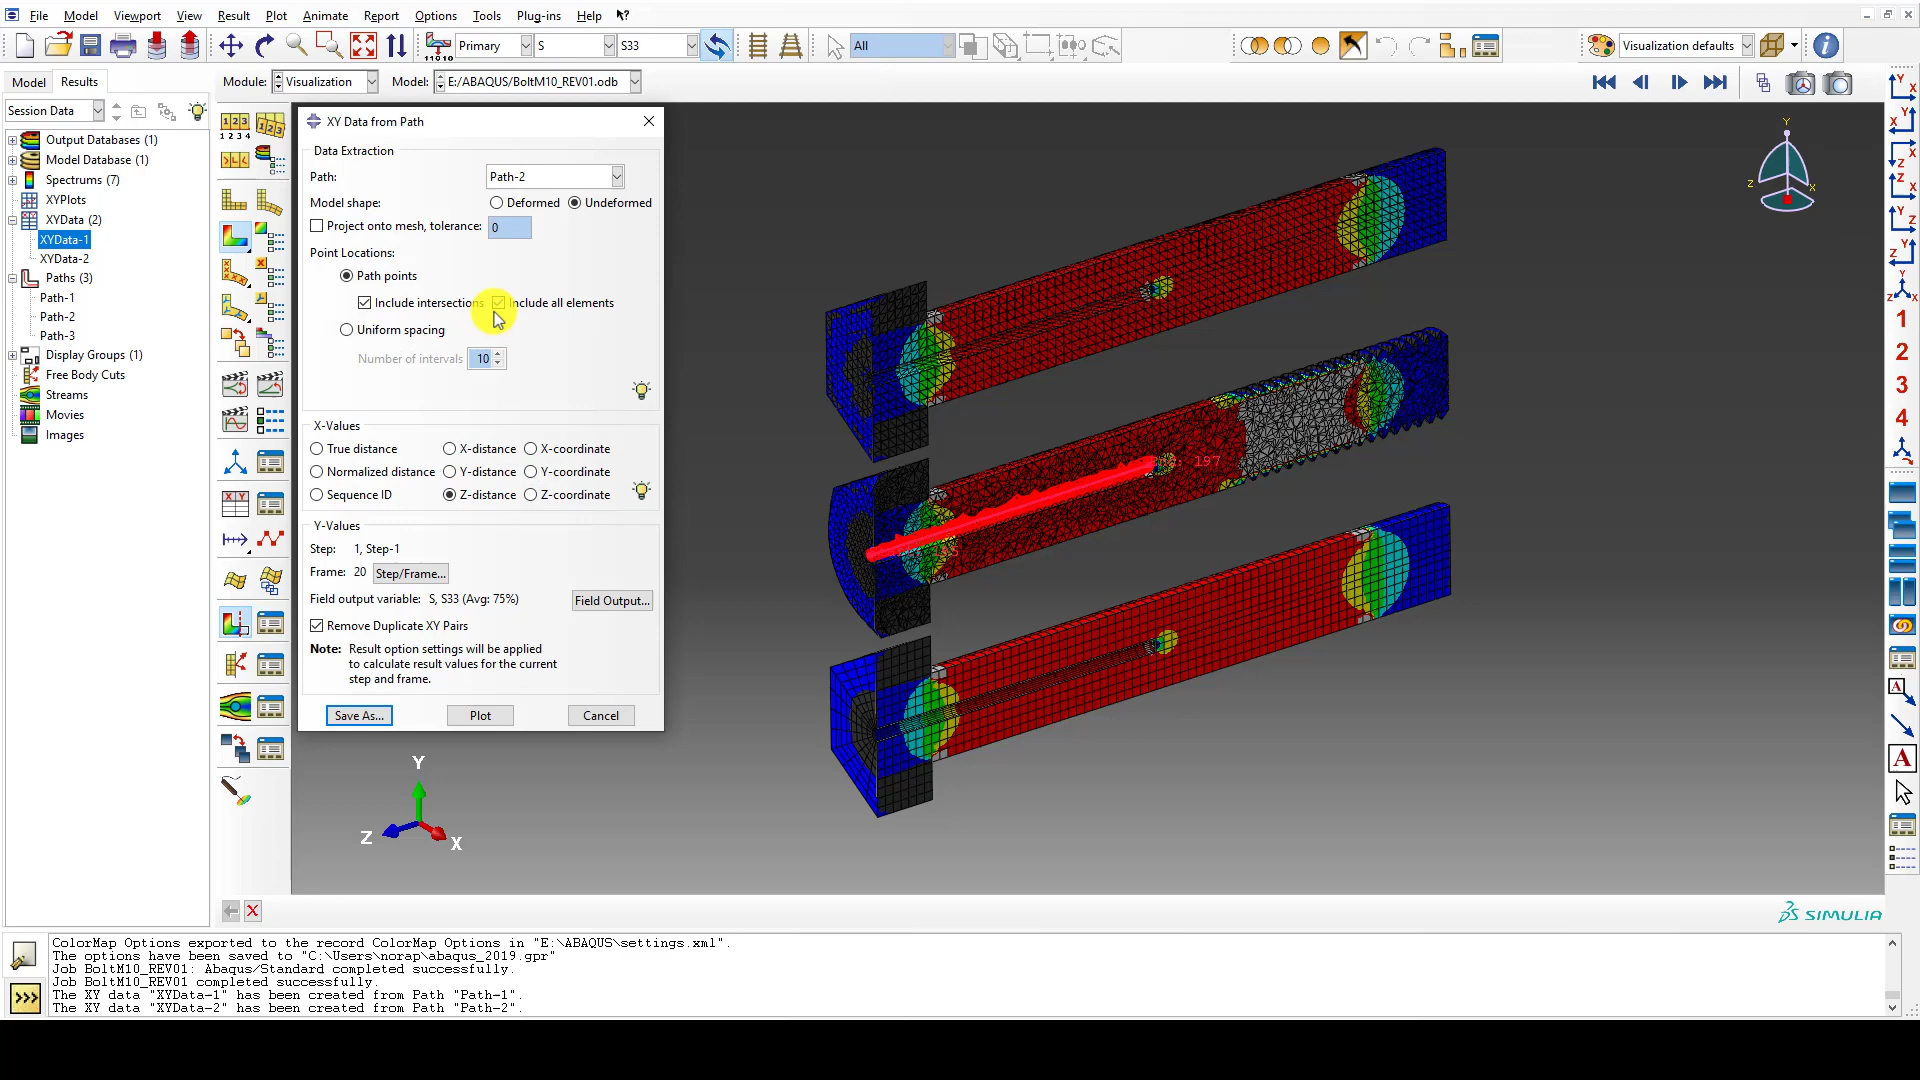 File Model Viewport View Result Plot Animate Report Options Tools Plug-ins Help
Primary S S33 All Visualization defaults
Model Results Module: Visualization Model: E:/ABAQUS/BoltM10_REV01.odb
Session Data
Output Databases (1)
Model Database (1)
Spectrums (7)
XYPlots
XYData (2)
XYData-1
XYData-2
Paths (3)
Path-1
Path-2
Path-3
Display Groups (1)
Free Body Cuts
Streams
Movies
Images
XY Data from Path
Data Extraction
Path: Path-2
Model shape: Deformed Undeformed
Project onto mesh, tolerance: 0
Point Locations:
Path points
Include intersections Include all elements
Uniform spacing
Number of intervals 10
X-Values
True distance X-distance X-coordinate
Normalized distance Y-distance Y-coordinate
Sequence ID Z-distance Z-coordinate
Y-Values
Step: 1, Step-1
Frame: 20 Step/Frame...
Field output variable: S, S33 (Avg: 75%) Field Output...
Remove Duplicate XY Pairs
Note: Result option settings will be applied
to calculate result values for the current
step and frame.
Save As... Plot Cancel
197
Y
Z X
Y
Z X
1
2
3
4
SIMULIA
ColorMap Options exported to the record ColorMap Options in "E:\ABAQUS\settings.xml".
The options have been saved to "C:\Users\norap\abaqus_2019.gpr"
Job BoltM10_REV01: Abaqus/Standard completed successfully.
Job BoltM10_REV01 completed successfully.
The XY data "XYData-1" has been created from Path "Path-1".
The XY data "XYData-2" has been created from Path "Path-2".